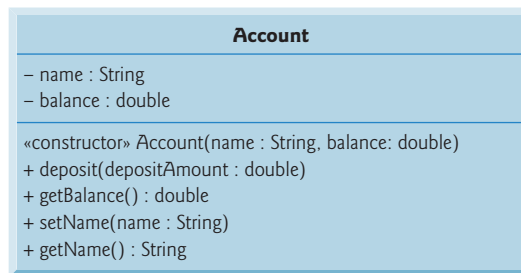 Account
– name : String
– balance : double
«constructor» Account(name : String, balance: double)
+ deposit(depositAmount : double)
+ getBalance() : double
+ setName(name : String)
+ getName() : String